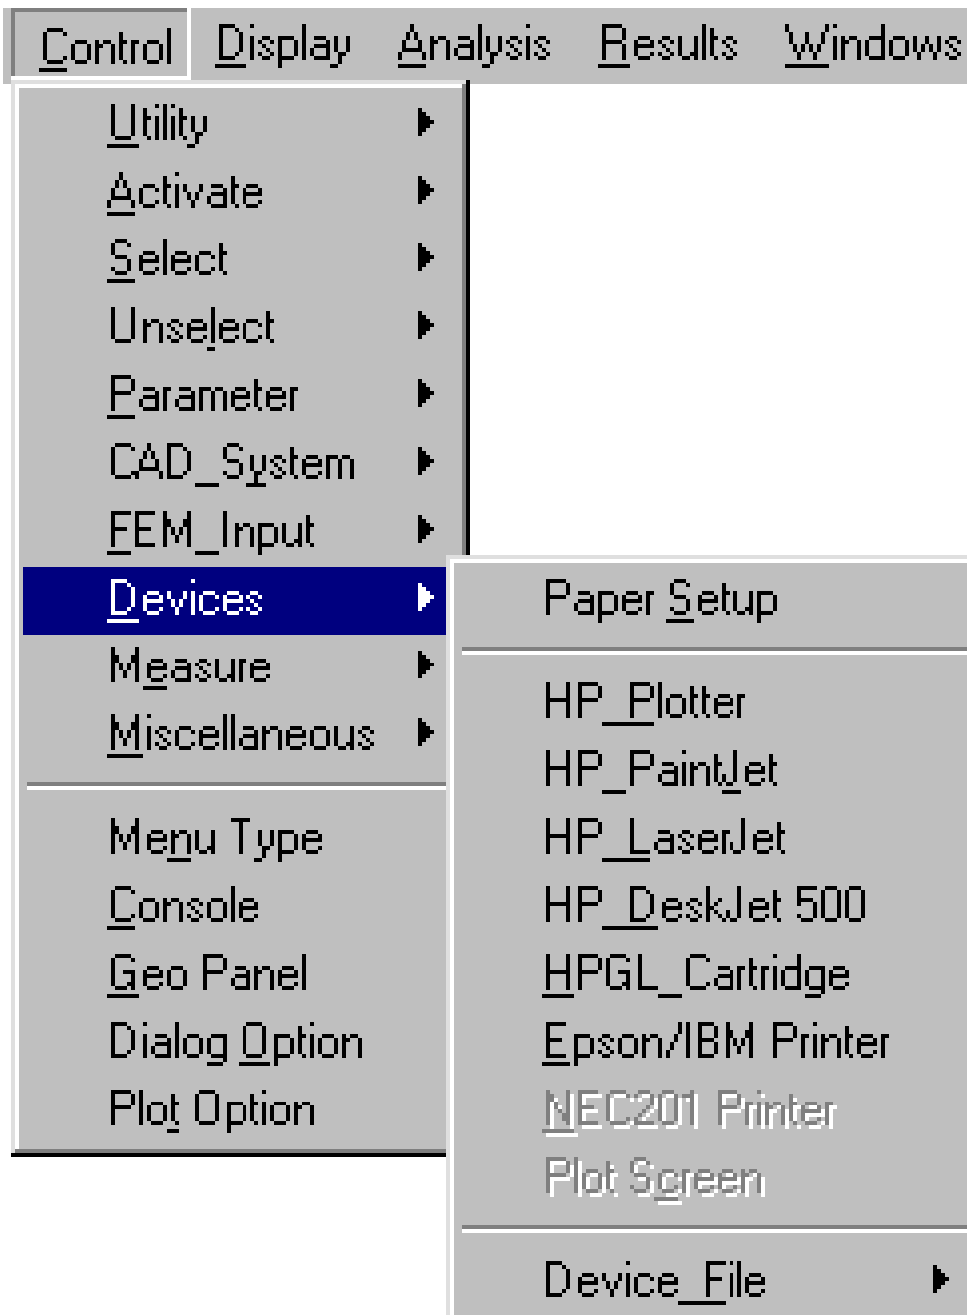 Control Display Analysis Results Windows
Utility
Activate
Select
Unselect
Parameter
CAD_System
FEM_Input
Devices
Measure
Miscellaneous
Menu Type
Console
Geo Panel
Dialog Option
Plot Option
Paper Setup
HP_Plotter
HP_PaintJet
HP_LaserJet
HP_DeskJet 500
HPGL_Cartridge
Epson/IBM Printer
NEC201 Printer
Plot Screen
Device_File